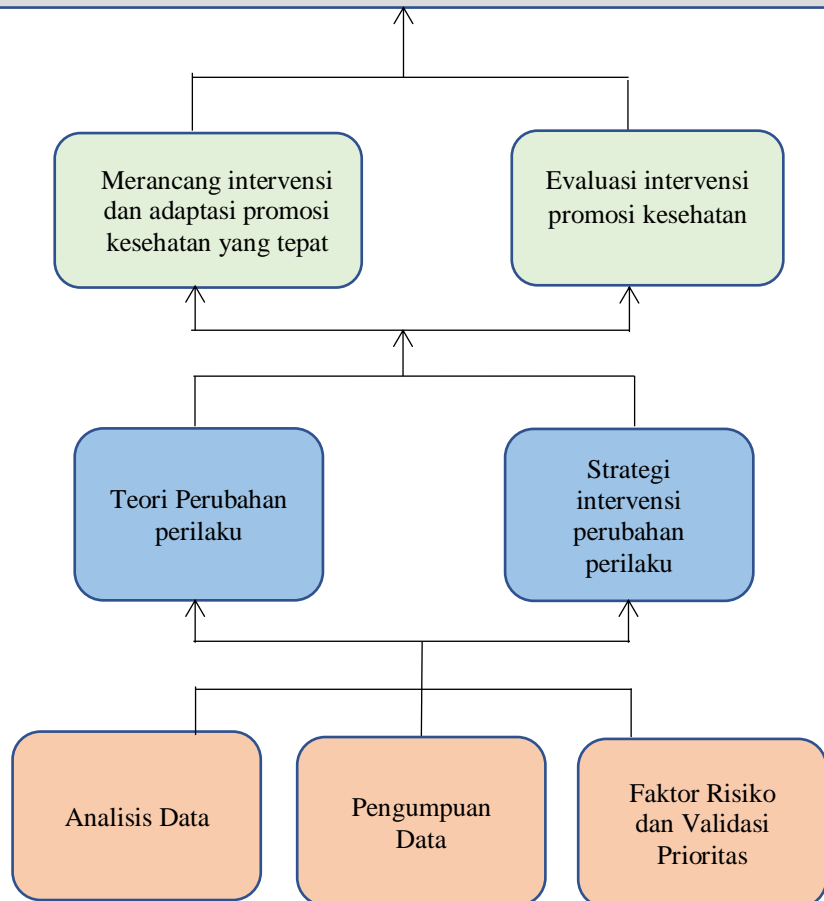 Merancang intervensi
dan adaptasi promosi
kesehatan yang tepat
Evaluasi intervensi
promosi kesehatan
Teori Perubahan
perilaku
Strategi
intervensi
perubahan
perilaku
Analisis Data
Pengumpuan
Data
Faktor Risiko
dan Validasi
Prioritas